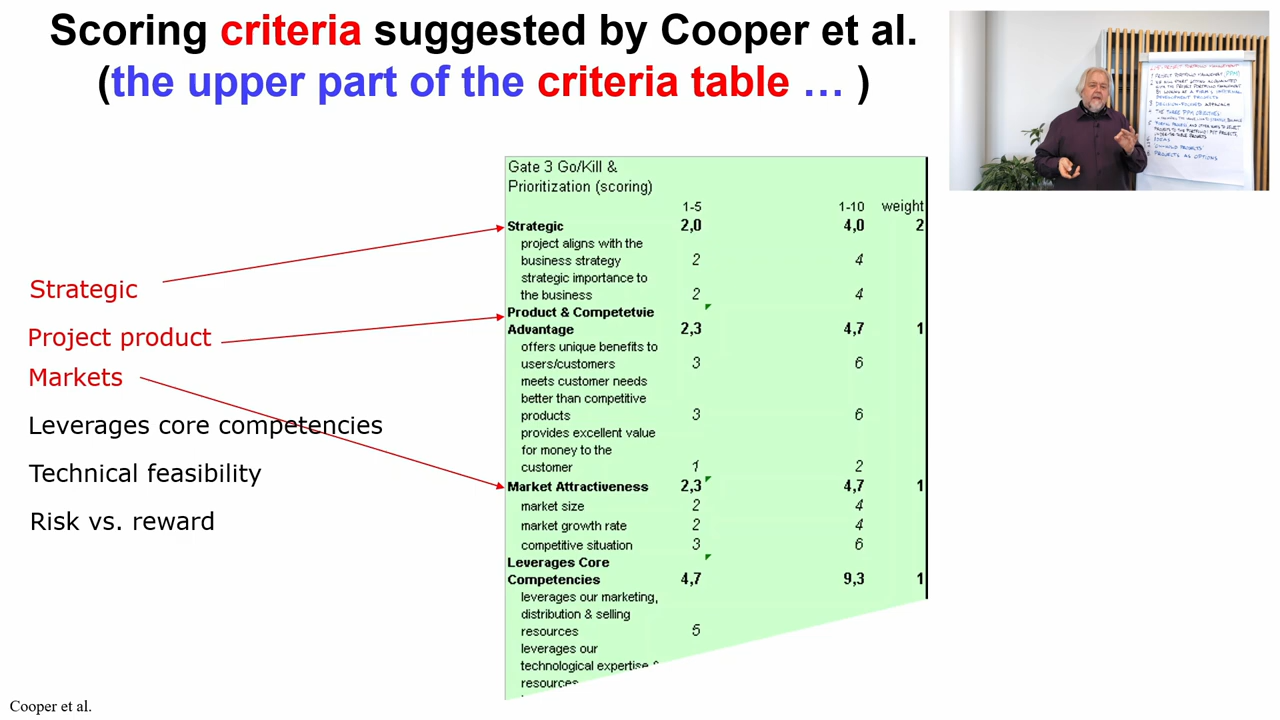 Scoring criteria suggested by Cooper et al.
(the upper part of the criteria table … )
PROJECT PORTFOLIO MANAGEMENT
PROJECTS AS OPTIONS
Gate 3 Go/Kill &
Prioritization (scoring)
1-5 1-10 weight
Strategic 2,0 4,0 2
project aligns with the
business strategy 2 4
strategic importance to
the business 2 4
Product & Competetvie
Advantage 2,3 4,7 1
offers unique benefits to
users/customers 3 6
meets customer needs
better than competitive
products 3 6
provides excellent value
for money to the
customer 1 2
Market Attractiveness 2,3 4,7 1
market size 2 4
market growth rate 2 4
competitive situation 3 6
Leverages Core
Competencies 4,7 9,3 1
leverages our marketing,
distribution & selling
resources 5
leverages our
technological expertise &
resources
Strategic
Project product
Markets
Leverages core competencies
Technical feasibility
Risk vs. reward
Cooper et al.